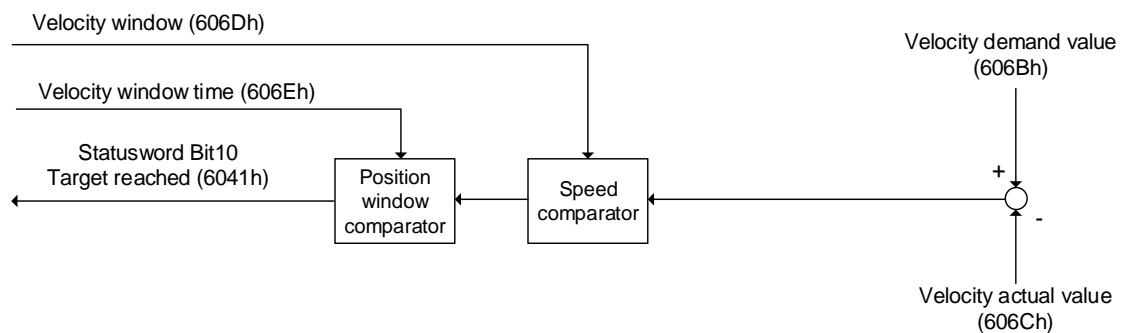 Velocity window (606Dh)
Velocity demand value
(606Bh)
Velocity window time (606Eh)
Statusword Bit10
Target reached (6041h)
Position
window
comparator
Speed
comparator
+
-
Velocity actual value
(606Ch)